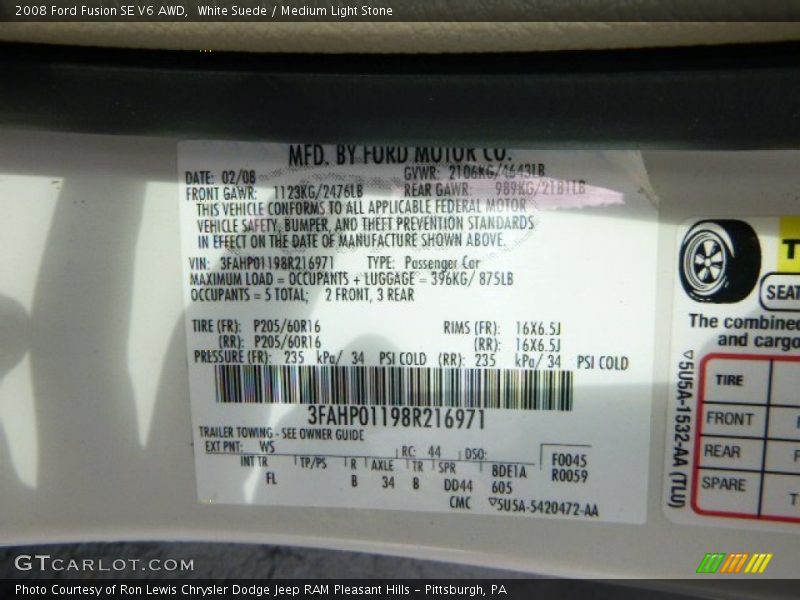 2008 Ford Fusion SE V6 AWD,  White Suede / Medium Light Stone
MFD. BY FORD MOTOR CO.
DATE: 02/08 GVWR: 2106KG/4643LB
FRONT GAWR: 1123KG/2476LB REAR GAWR: 989KG/2181LB
THIS VEHICLE CONFORMS TO ALL APPLICABLE FEDERAL MOTOR
VEHICLE SAFETY, BUMPER, AND THEFT PREVENTION STANDARDS
IN EFFECT ON THE DATE OF MANUFACTURE SHOWN ABOVE.
VIN: 3FAHP01198R216971 TYPE: Passenger Car
MAXIMUM LOAD = OCCUPANTS + LUGGAGE = 396KG/ 875LB
OCCUPANTS = 5 TOTAL; 2 FRONT, 3 REAR
TIRE (FR): P205/60R16 RIMS (FR): 16X6.5J
(RR): P205/60R16 (RR): 16X6.5J
PRESSURE (FR): 235 kPa/ 34 PSI COLD (RR): 235 kPa/ 34 PSI COLD
3FAHP01198R216971
TRAILER TOWING - SEE OWNER GUIDE
EXT PNT: WS RC: 44 DSO:
INT TR TP/PS R AXLE TR SPR BDE1A F0045
FL B 34 B DD44 605 R0059
CMC ▽5U5A-5420472-AA
T
SEAT
The combined
and cargo
TIRE
FRONT
REAR
SPARE
T
▽5U5A-1532-AA (TLU)
GTCARLOT.COM
Photo Courtesy of Ron Lewis Chrysler Dodge Jeep RAM Pleasant Hills - Pittsburgh, PA